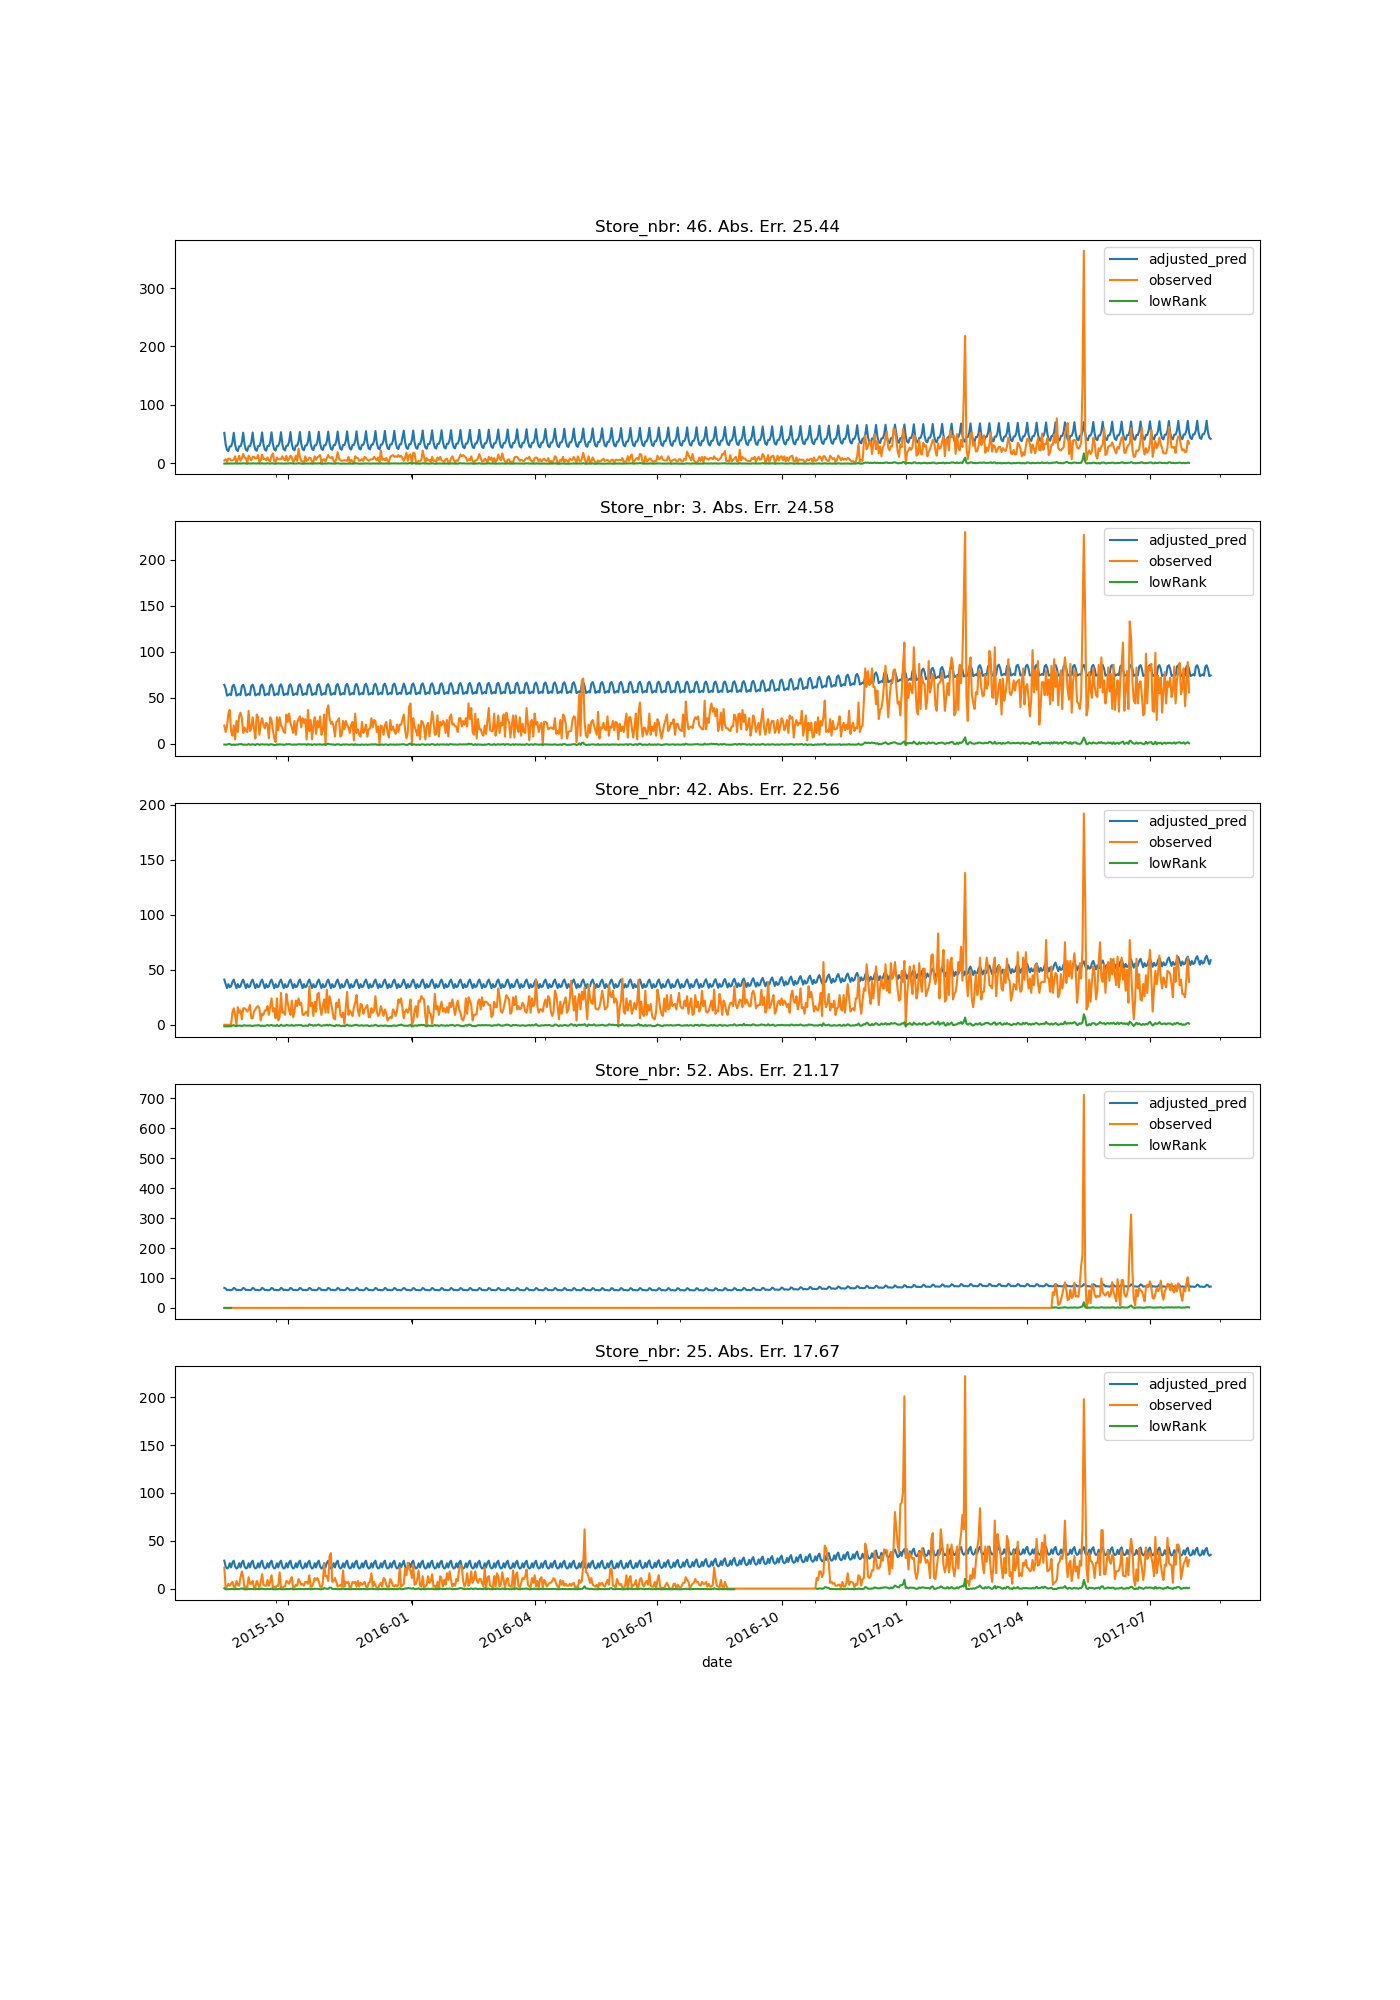 Store_nbr: 46. Abs. Err. 25.44
300
200
100
0
adjusted_pred
observed
lowRank
Store_nbr: 3. Abs. Err. 24.58
200
150
100
50
0
adjusted_pred
observed
lowRank
Store_nbr: 42. Abs. Err. 22.56
200
150
100
50
0
adjusted_pred
observed
lowRank
Store_nbr: 52. Abs. Err. 21.17
700
600
500
400
300
200
100
0
adjusted_pred
observed
lowRank
Store_nbr: 25. Abs. Err. 17.67
200
150
100
50
0
adjusted_pred
observed
lowRank
2015-10
2016-01
2016-04
2016-07
2016-10
2017-01
2017-04
2017-07
date